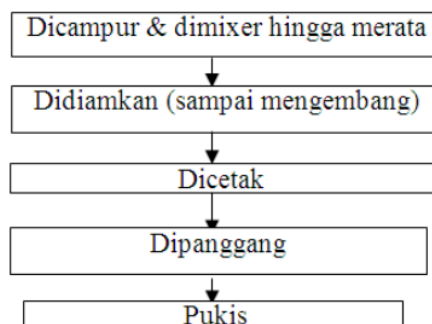 Dicampur & dimixer hingga merata
Didiamkan (sampai mengembang)
Dicetak
Dipanggang
Pukis